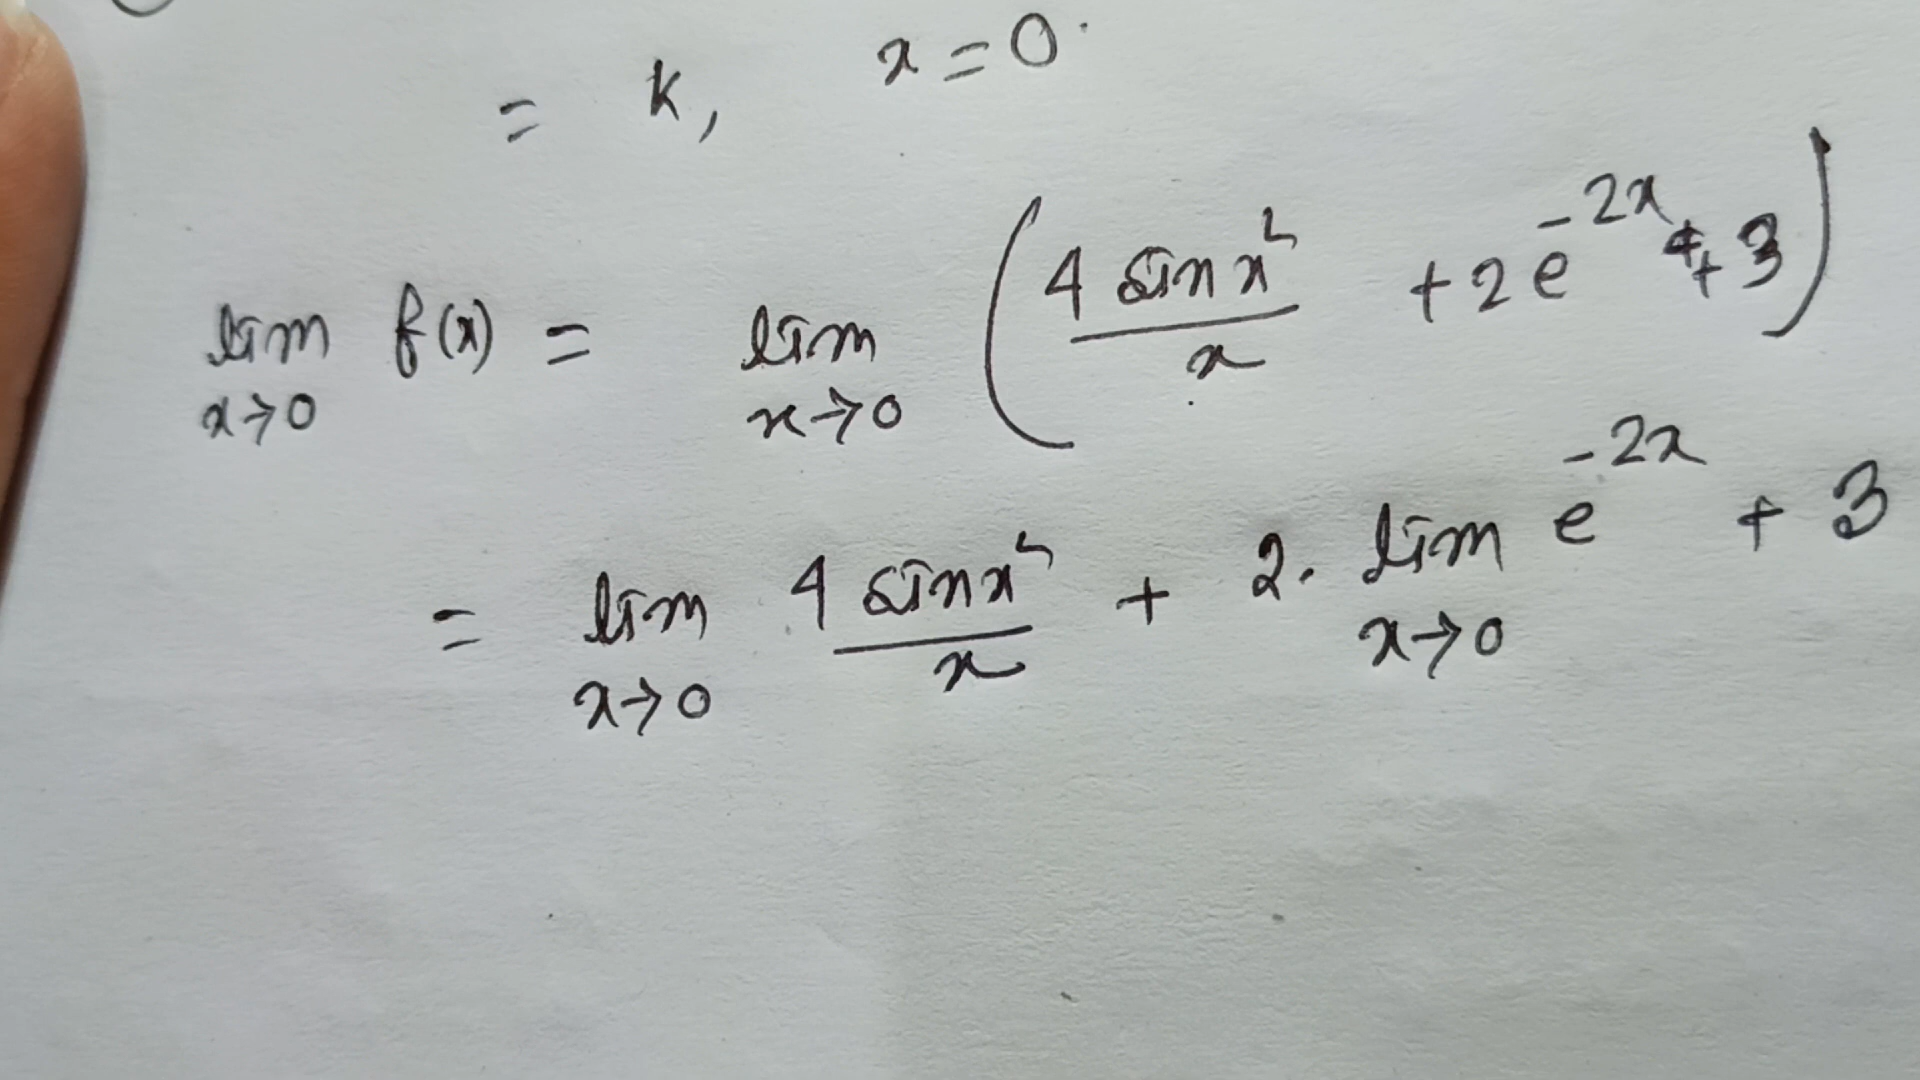 = k, x = 0.
lim x→0 f(x) = lim x→0 (4 sin x² / x + 2e^{-2x} + 3)
= lim x→0 4 sin x² / x + 2. lim x→0 e^{-2x} + 3